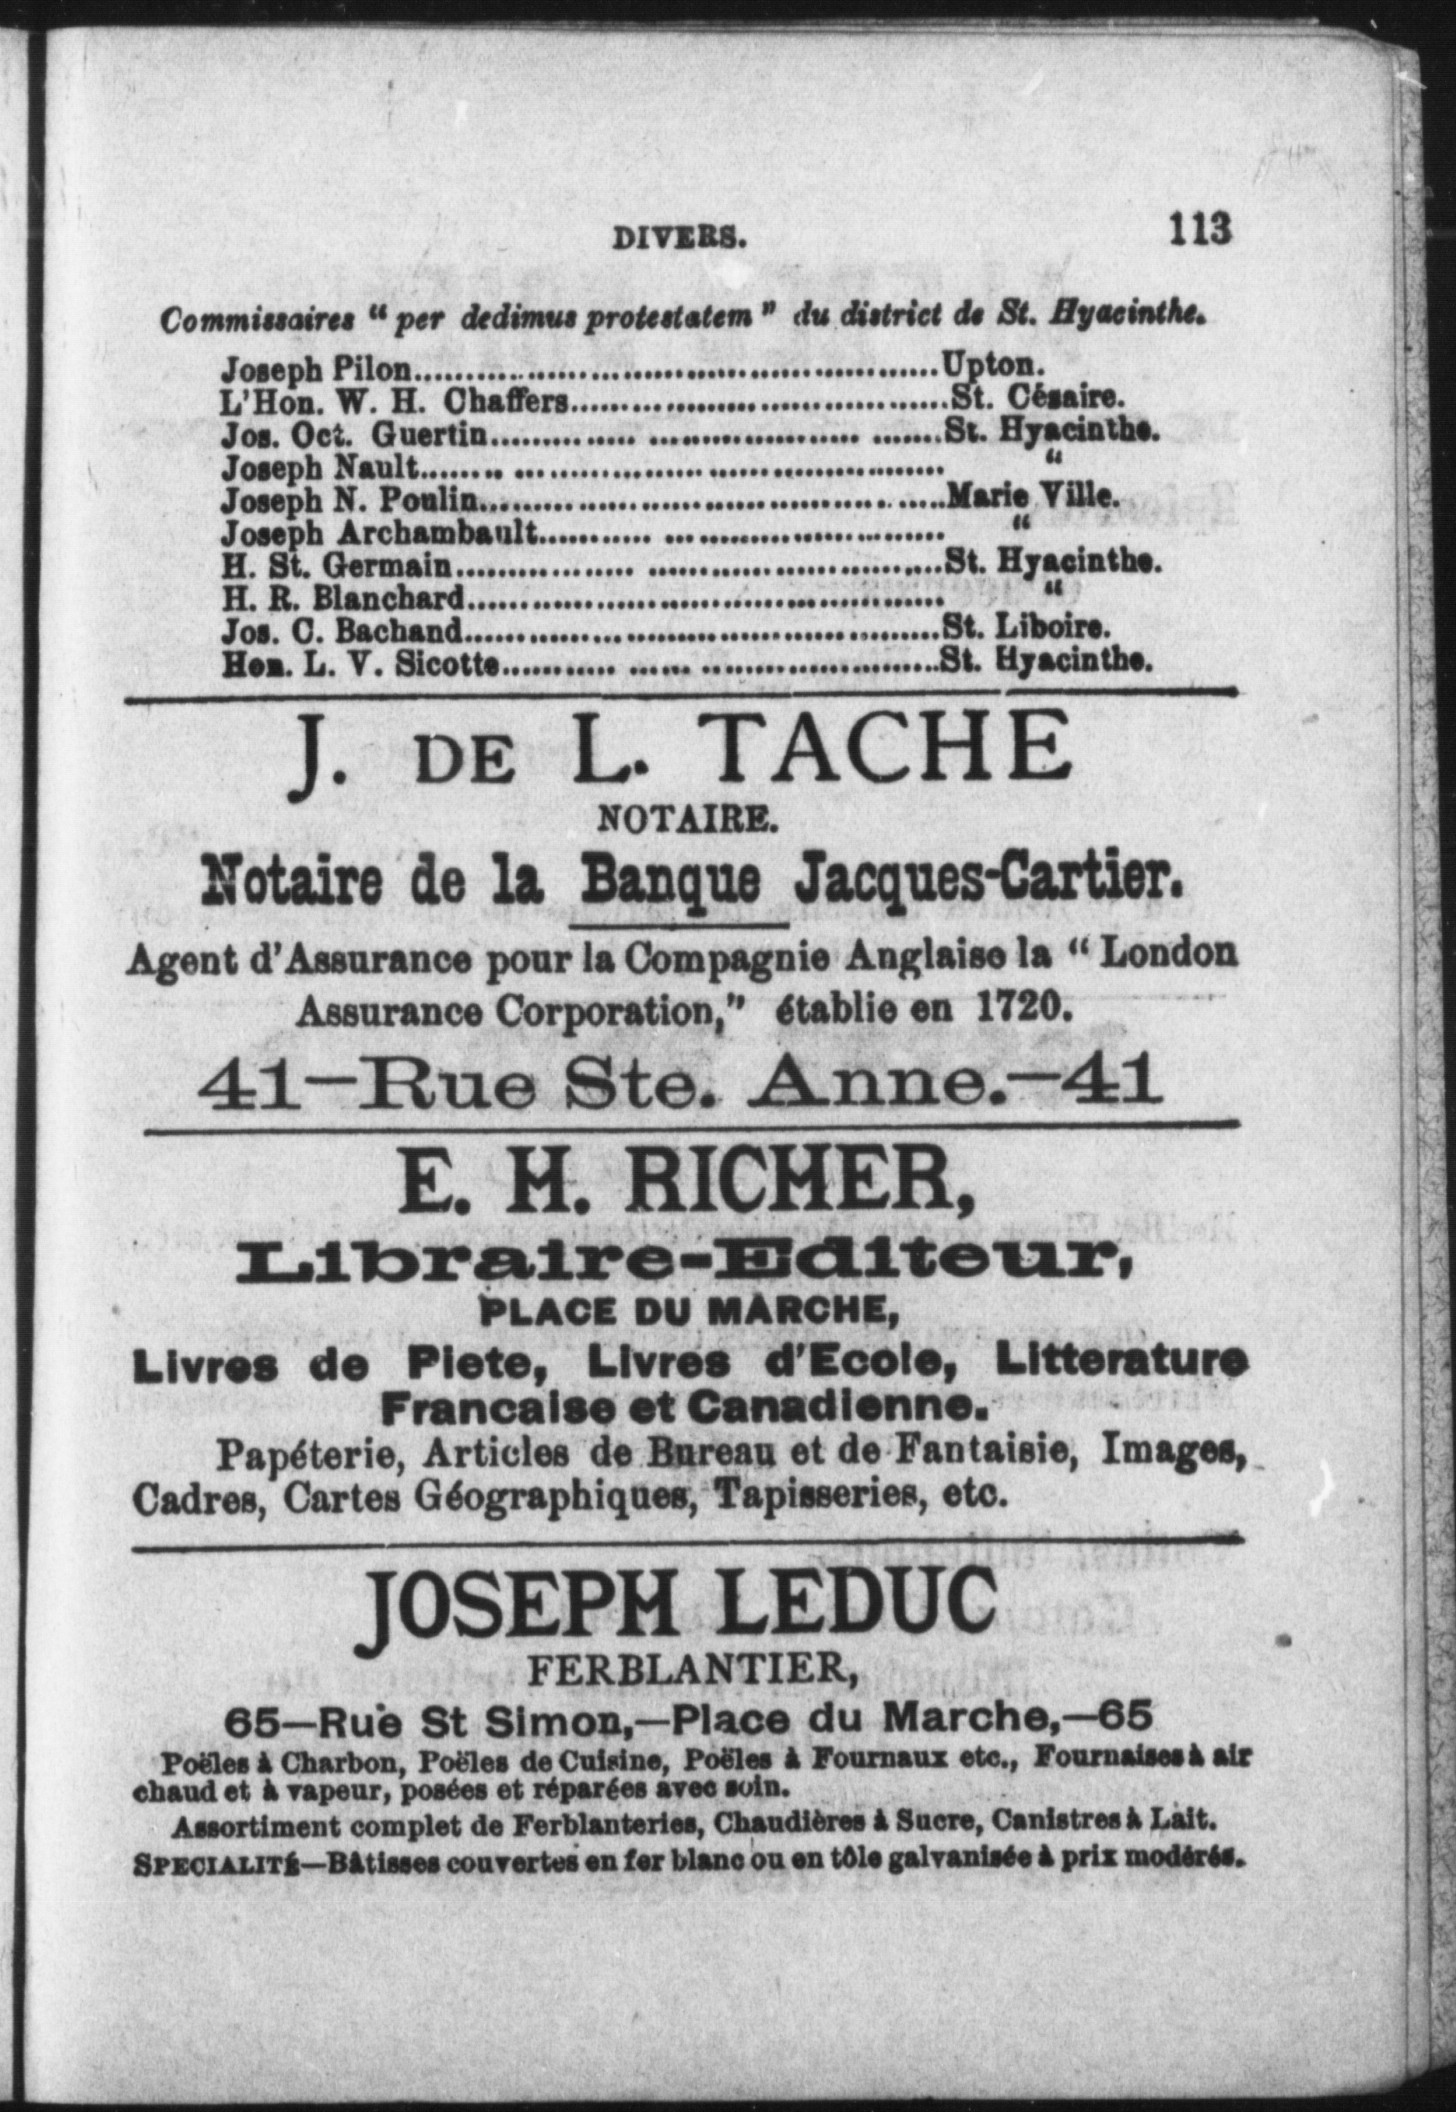 DIVERS. 113
Commissaires “ per dedimus protestatem ” du district de St. Hyacinthe.
Joseph Pilon..................................................Upton.
L'Hon. W. H. Chaffers....................................St. Césaire.
Jos. Oct. Guertin.............. .................... .......St. Hyacinthe.
Joseph Nault........ ......................................... “
Joseph N. Poulin....................................... . .....Marie Ville.
Joseph Archambault........... ........................... “
H. St. Germain................. ............................St. Hyacinthe.
H. R. Blanchard.............................................. “
Jos. C. Bachand..............................................St. Liboire.
Hon. L. V. Sicotte........... ...... .......................St. Hyacinthe.
J. DE L. TACHE
NOTAIRE.
Notaire de la Banque Jacques-Cartier.
Agent d'Assurance pour la Compagnie Anglaise la “ London
Assurance Corporation,” établie en 1720.
41—Rue Ste. Anne.—41
E. H. RICHER,
Libraire-Editeur,
PLACE DU MARCHE,
Livres de Piete, Livres d'Ecole, Litterature
Francaise et Canadienne.
Papéterie, Articles de Bureau et de Fantaisie, Images,
Cadres, Cartes Géographiques, Tapisseries, etc.
JOSEPH LEDUC
FERBLANTIER,
65—Rue St Simon,—Place du Marche,—65
Poëles à Charbon, Poëles de Cuisine, Poëles à Fournaux etc., Fournaises à air
chaud et à vapeur, posées et réparées avec soin.
Assortiment complet de Ferblanteries, Chaudières à Sucre, Canistres à Lait.
SPECIALITÉ—Bâtisses couvertes en fer blanc ou en tôle galvanisée à prix modérés.